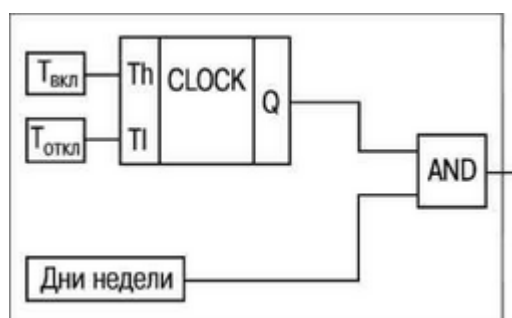 Tвкл
Th
CLOCK
Q
Tоткл
Tl
AND
Дни недели